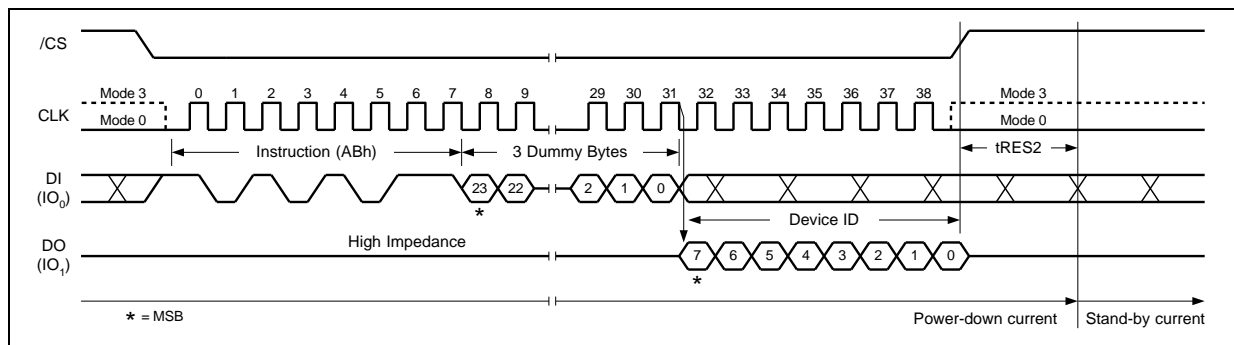 /CS
Mode 3 0 1 2 3 4 5 6 7 8 9 29 30 31 32 33 34 35 36 37 38 Mode 3
CLK
Mode 0 Mode 0
Instruction (ABh) 3 Dummy Bytes tRES2
DI
(IO0)
23 22 2 1 0
*
Device ID
High Impedance
DO
(IO1)
7 6 5 4 3 2 1 0
*
* = MSB
Power-down current Stand-by current